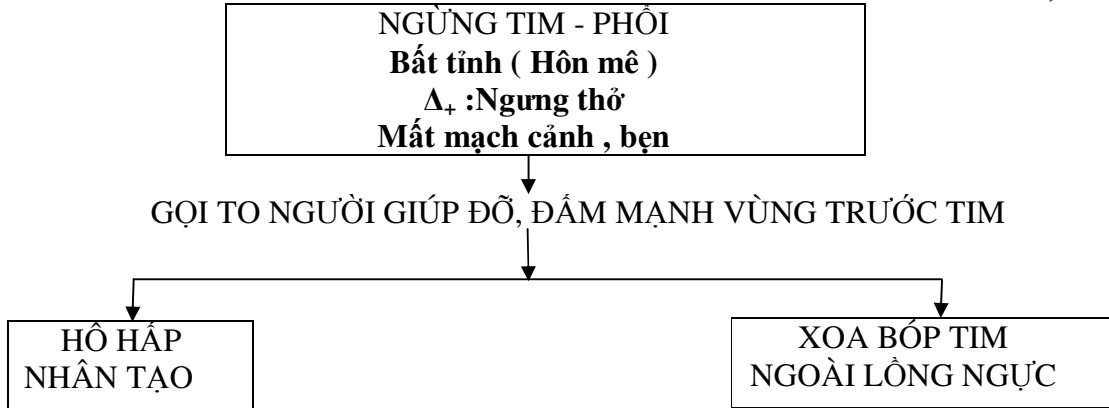 NGỪNG TIM - PHỔI
Bất tỉnh ( Hôn mê )
Δ+ :Ngưng thở
Mất mạch cảnh , bẹn
GỌI TO NGƯỜI GIÚP ĐỠ, ĐẤM MẠNH VÙNG TRƯỚC TIM
HÔ HẤP
NHÂN TẠO
XOA BÓP TIM
NGOÀI LỒNG NGỰC